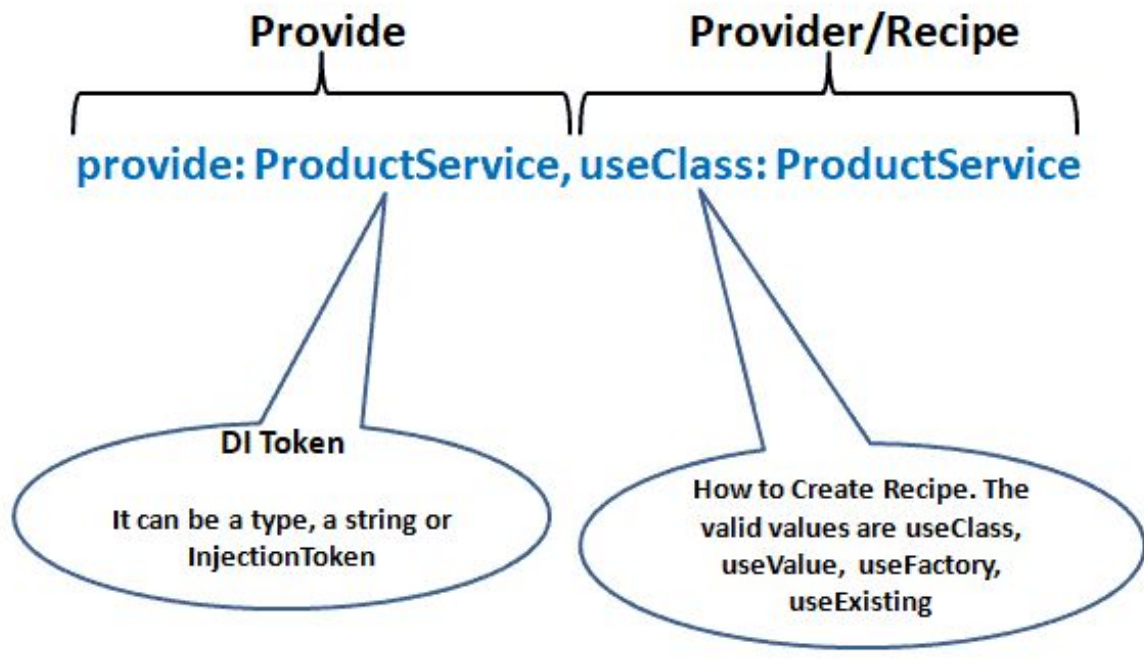 Provide
Provider/Recipe
provide: ProductService, useClass: ProductService
DI Token
It can be a type, a string or
InjectionToken
How to Create Recipe. The
valid values are useClass,
useValue, useFactory,
useExisting